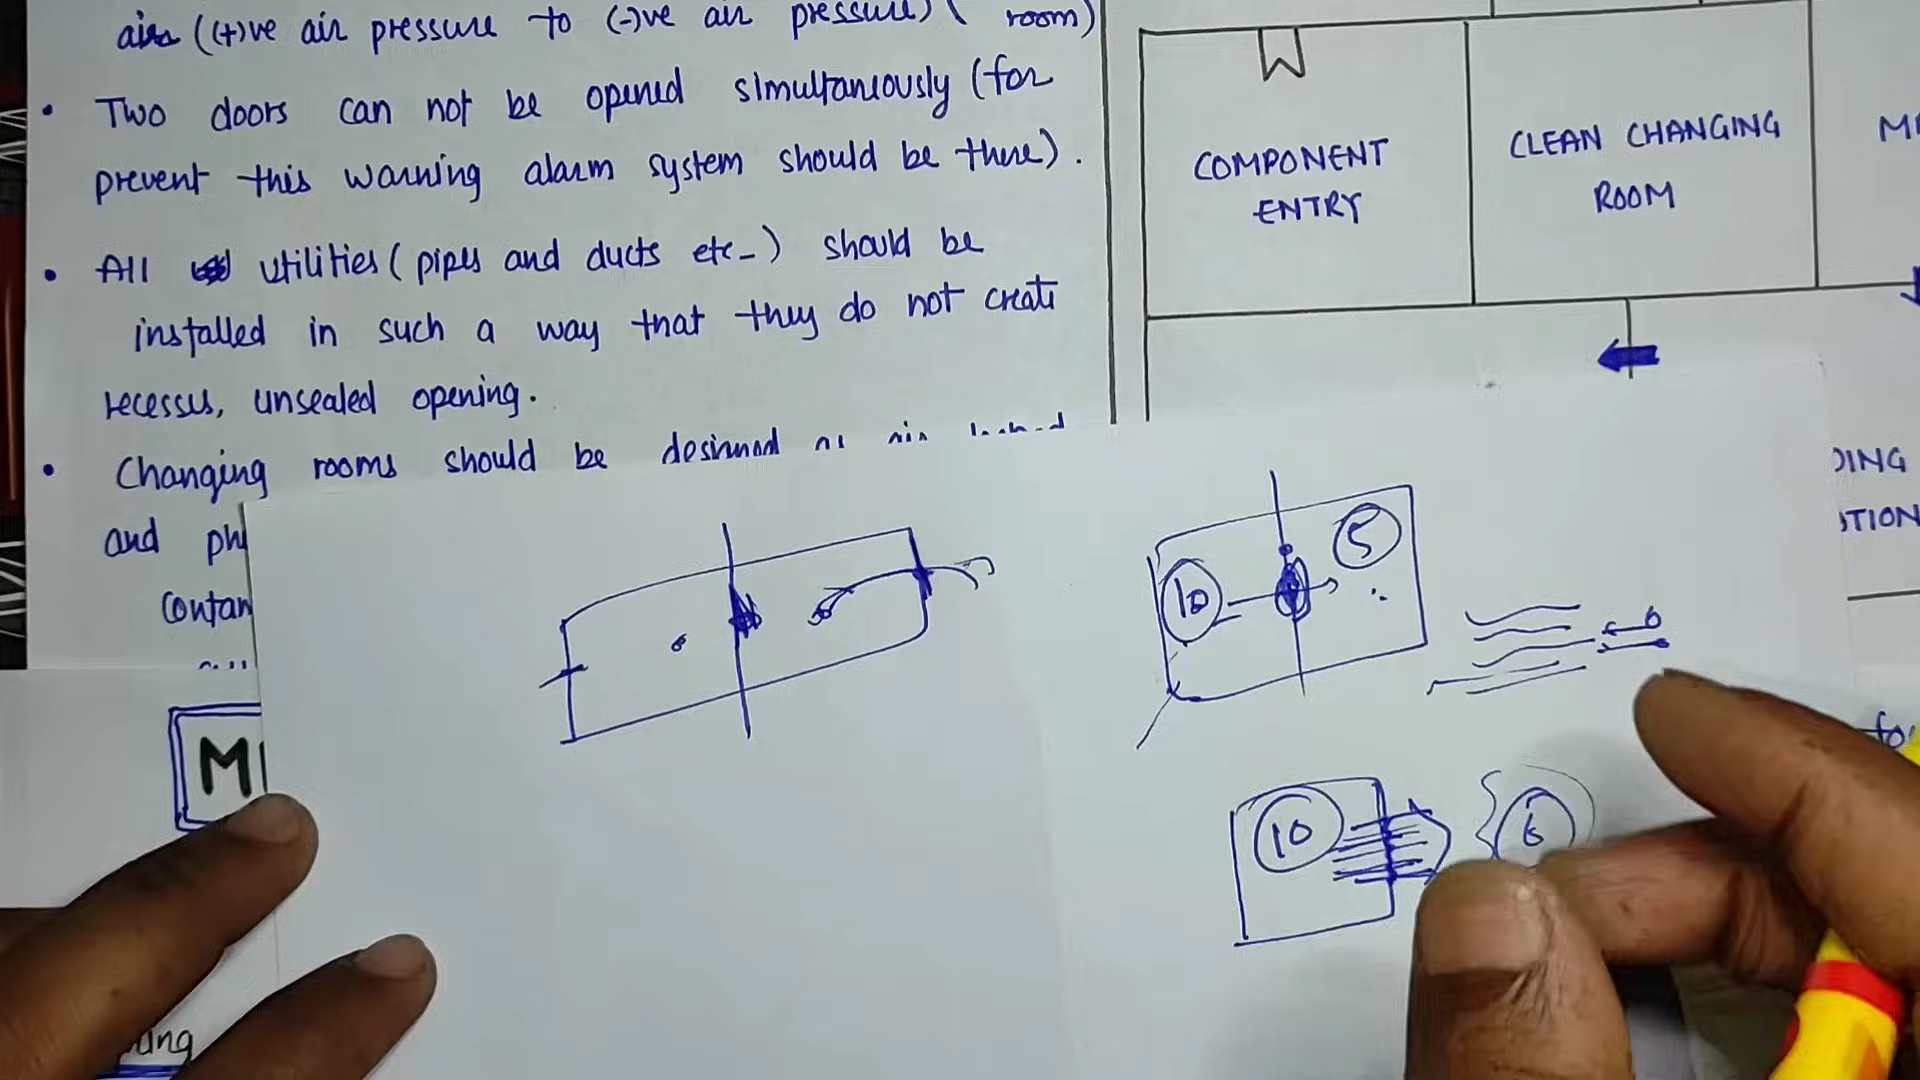 air (+)ve air pressure to (-)ve air pressure) ( room)
• Two doors can not be opened simultaneously (for
prevent this warning alarm system should be there).
• All utilities ( pipes and ducts etc-) should be
installed in such a way that they do not create
recesses, unsealed opening.
• Changing rooms should be
and
COMPONENT
ENTRY
CLEAN CHANGING
ROOM
10
5
10
6